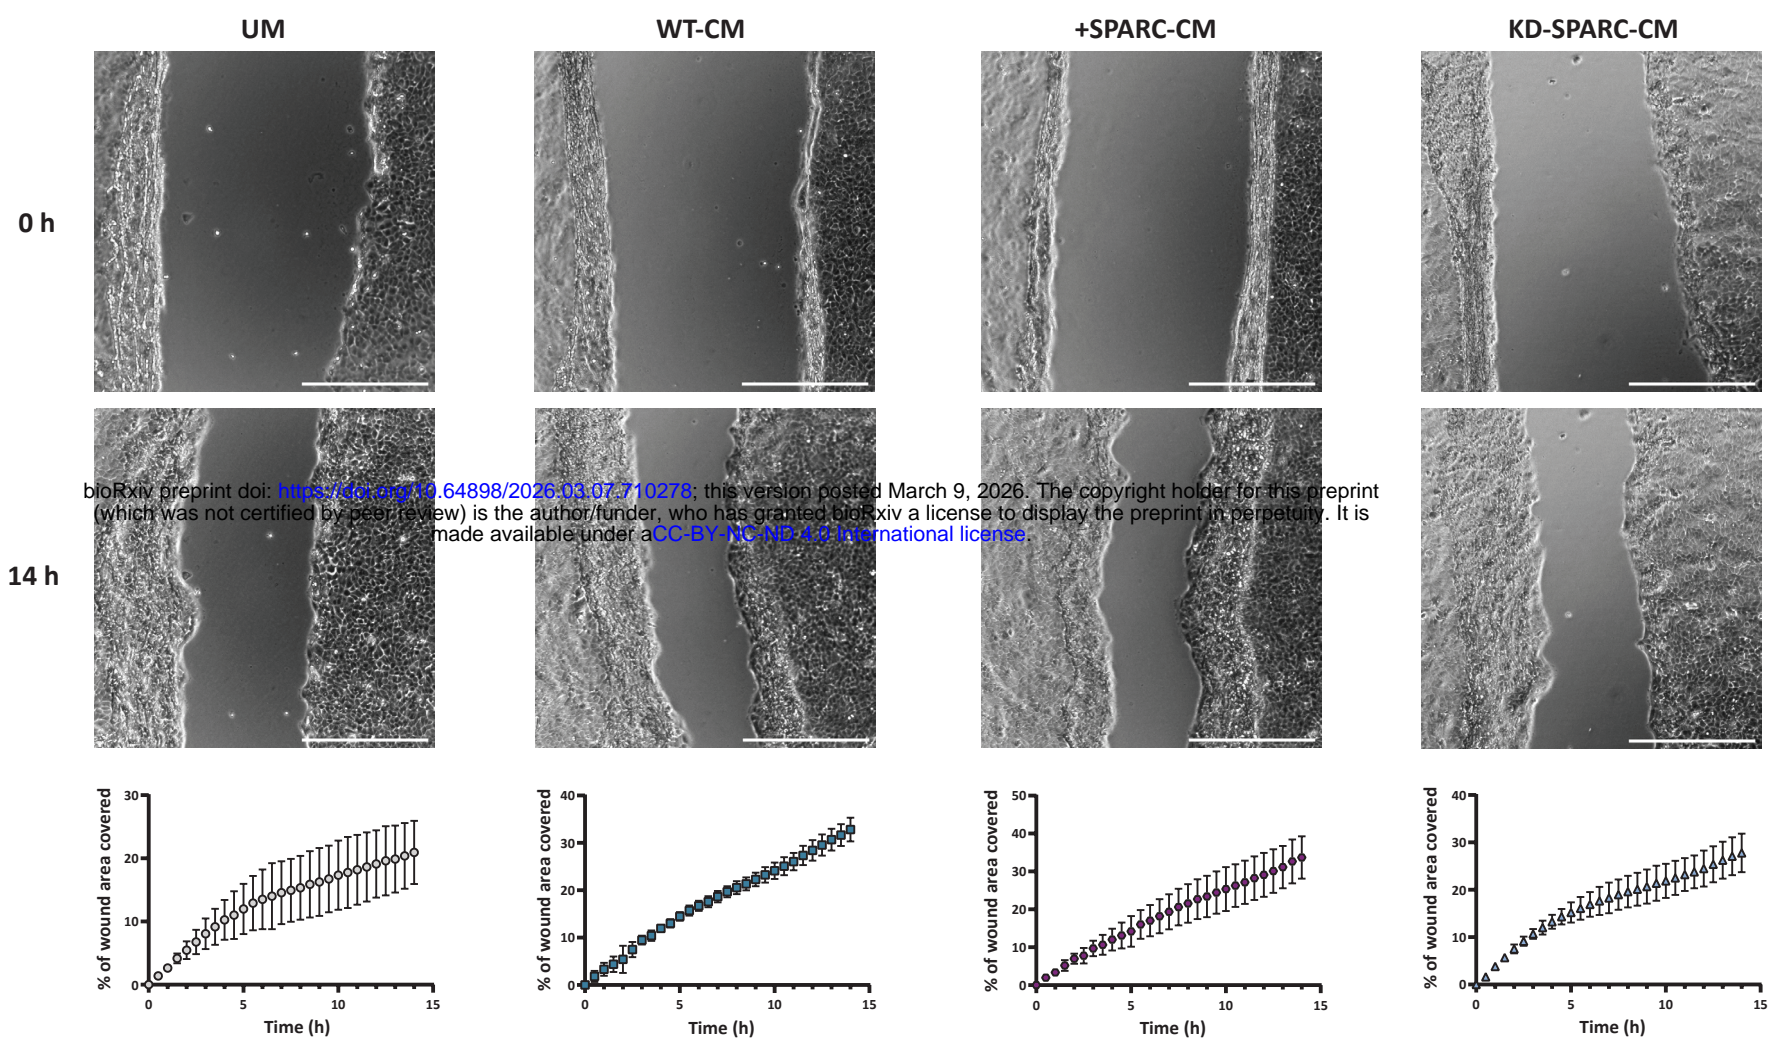 UM
WT-CM
+SPARC-CM
KD-SPARC-CM
0 h
bioRxiv preprint doi: https://doi.org/10.64898/2026.03.07.710278; this version posted March 9, 2026. The copyright holder for this preprint
(which was not certified by peer review) is the author/funder, who has granted bioRxiv a license to display the preprint in perpetuity. It is
made available under aCC-BY-NC-ND 4.0 International license.
14 h
% of wound area covered
30
20
10
0
0 5 10 15
Time (h)
% of wound area covered
40
30
20
10
0
0 5 10 15
Time (h)
% of wound area covered
50
40
30
20
10
0
0 5 10 15
Time (h)
% of wound area covered
40
30
20
10
0
0 5 10 15
Time (h)